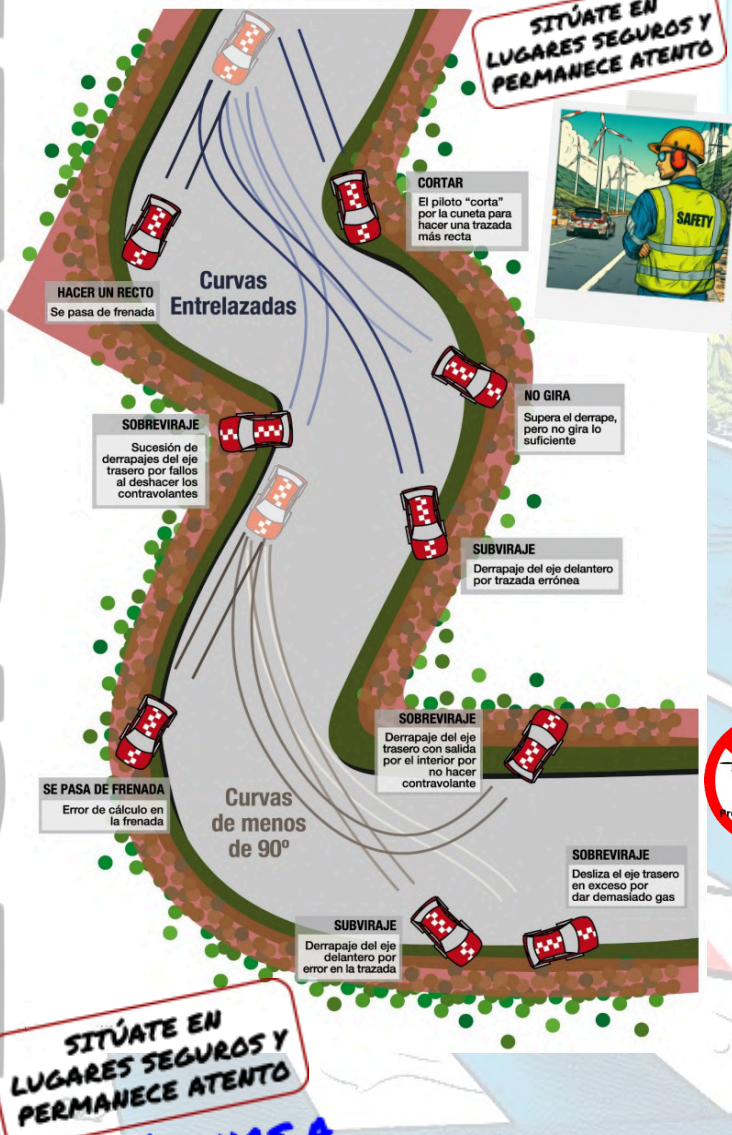 SITÚATE EN
LUGARES SEGUROS Y
PERMANECE ATENTO
SAFETY
CORTAR
El piloto "corta"
por la cuneta para
hacer una trazada
más recta
Curvas
Entrelazadas
HACER UN RECTO
Se pasa de frenada
NO GIRA
Supera el derrape,
pero no gira lo
suficiente
SOBREVIRAJE
Sucesión de
derrapajes del eje
trasero por fallos
al deshacer los
contravolantes
SUBVIRAJE
Derrapaje del eje delantero
por trazada errónea
SOBREVIRAJE
Derrapaje del eje
trasero con salida
por el interior por
no hacer
contravolante
SE PASA DE FRENADA
Error de cálculo en
la frenada
Curvas
de menos
de 90º
SOBREVIRAJE
Desliza el eje trasero
en exceso por
dar demasiado gas
SUBVIRAJE
Derrapaje del eje
delantero por
error en la trazada
SITÚATE EN
LUGARES SEGUROS Y
PERMANECE ATENTO